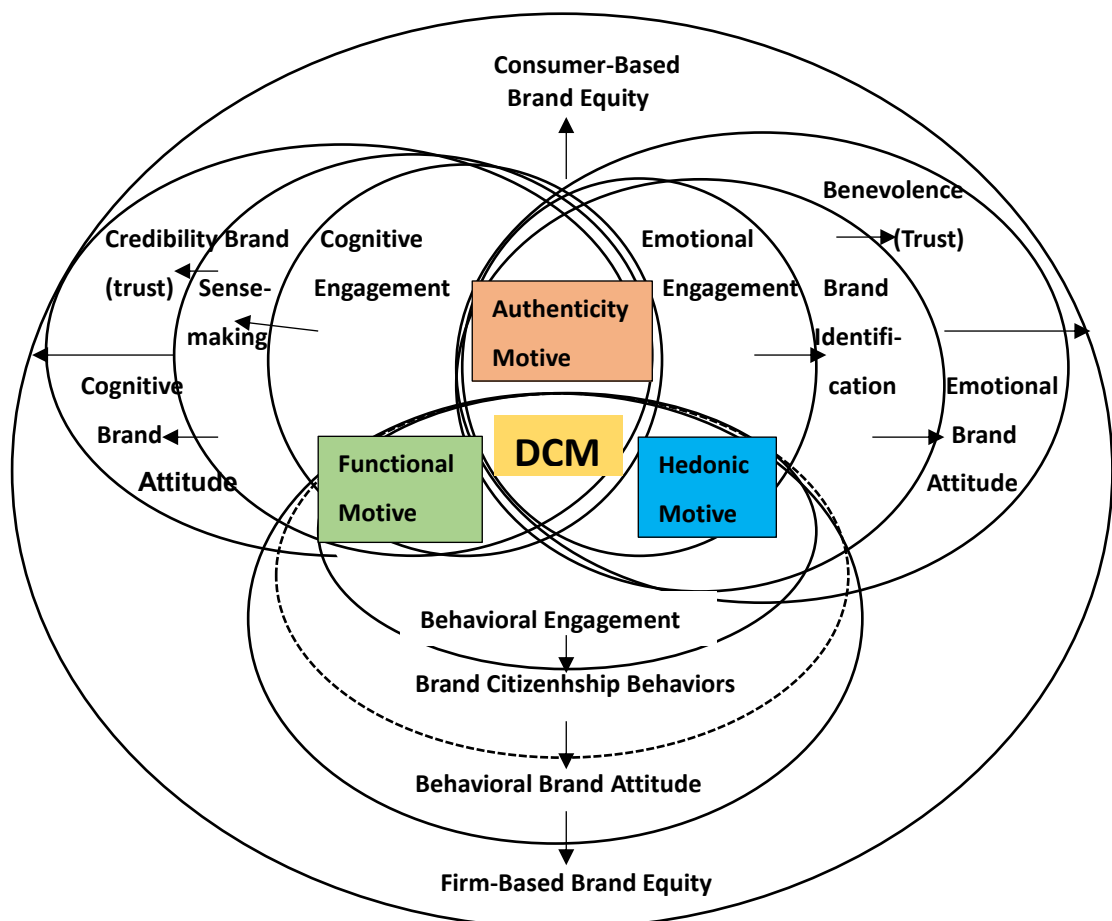 Consumer-Based
Brand Equity
Benevolence
(Trust)
Credibility Brand
(trust) Sense-
making
Cognitive
Engagement
Emotional
Engagement
Brand
Identifi-
cation
Authenticity
Motive
Cognitive
Brand
Attitude
Emotional
Brand
Attitude
Functional
Motive
DCM
Hedonic
Motive
Behavioral Engagement
Brand Citizenhship Behaviors
Behavioral Brand Attitude
Firm-Based Brand Equity